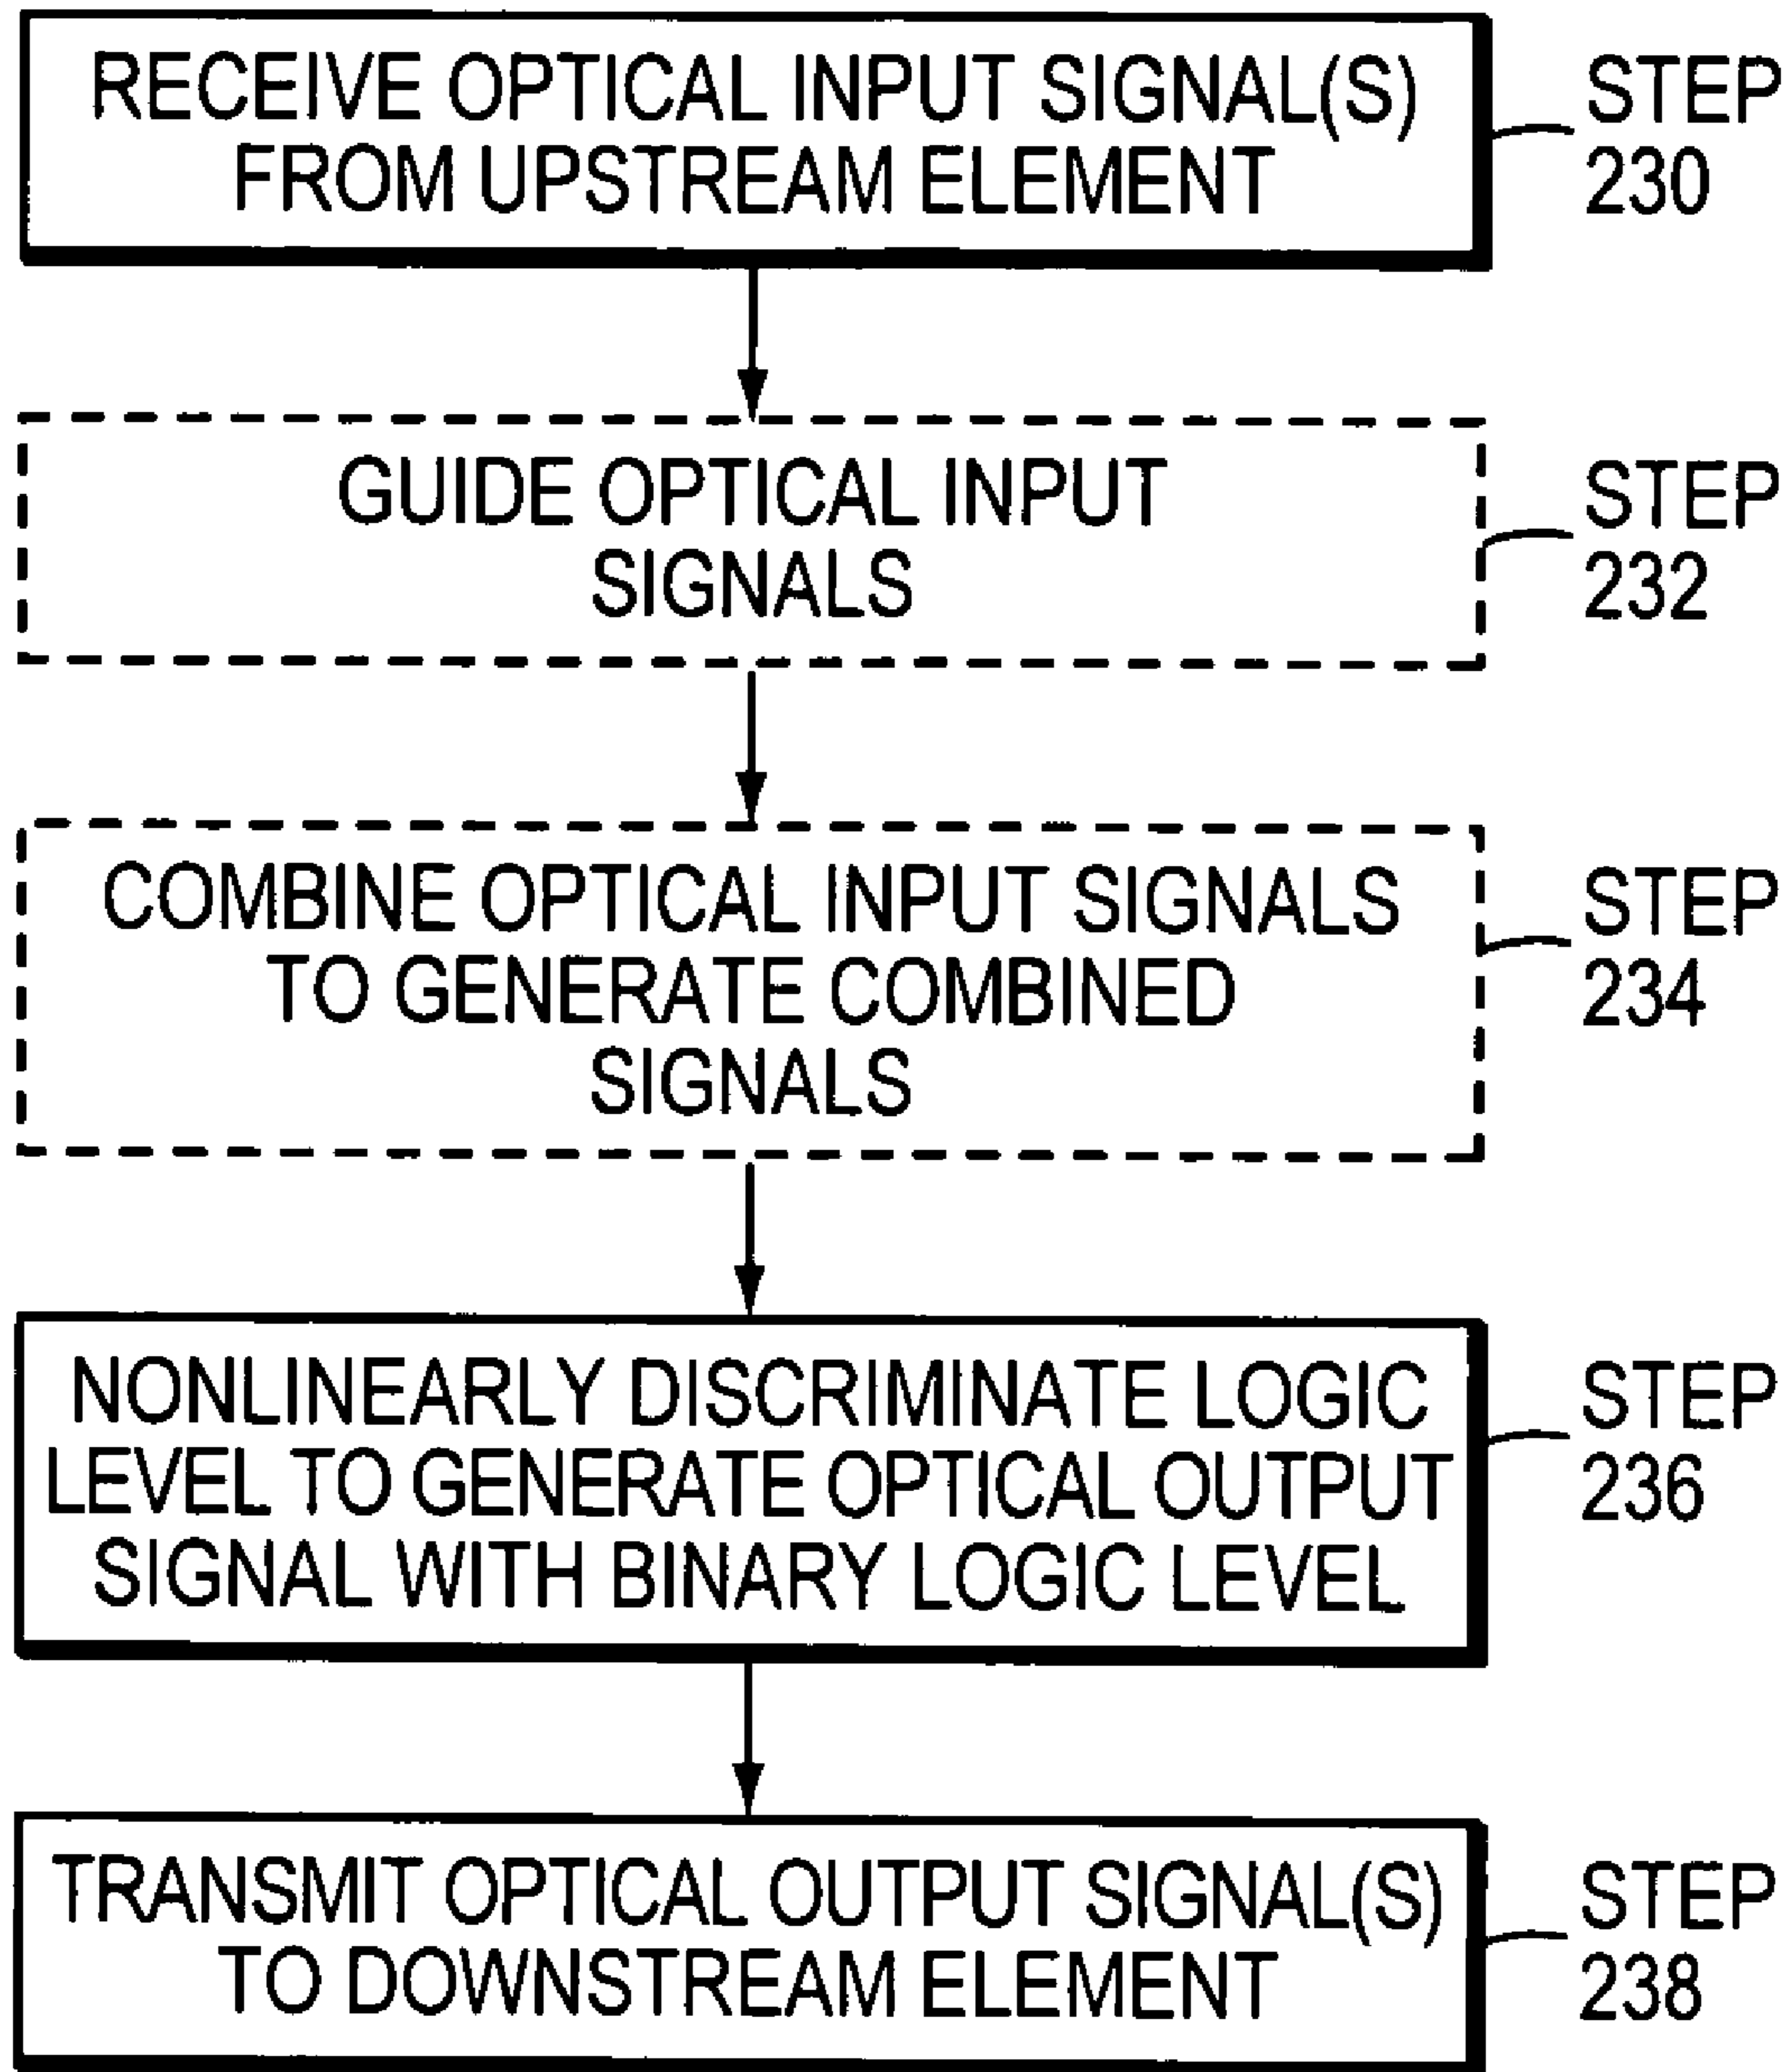 RECEIVE OPTICAL INPUT SIGNAL(S)
FROM UPSTREAM ELEMENT
STEP
230
GUIDE OPTICAL INPUT
SIGNALS
STEP
232
COMBINE OPTICAL INPUT SIGNALS
TO GENERATE COMBINED
SIGNALS
STEP
234
NONLINEARLY DISCRIMINATE LOGIC
LEVEL TO GENERATE OPTICAL OUTPUT
SIGNAL WITH BINARY LOGIC LEVEL
STEP
236
TRANSMIT OPTICAL OUTPUT SIGNAL(S)
TO DOWNSTREAM ELEMENT
STEP
238